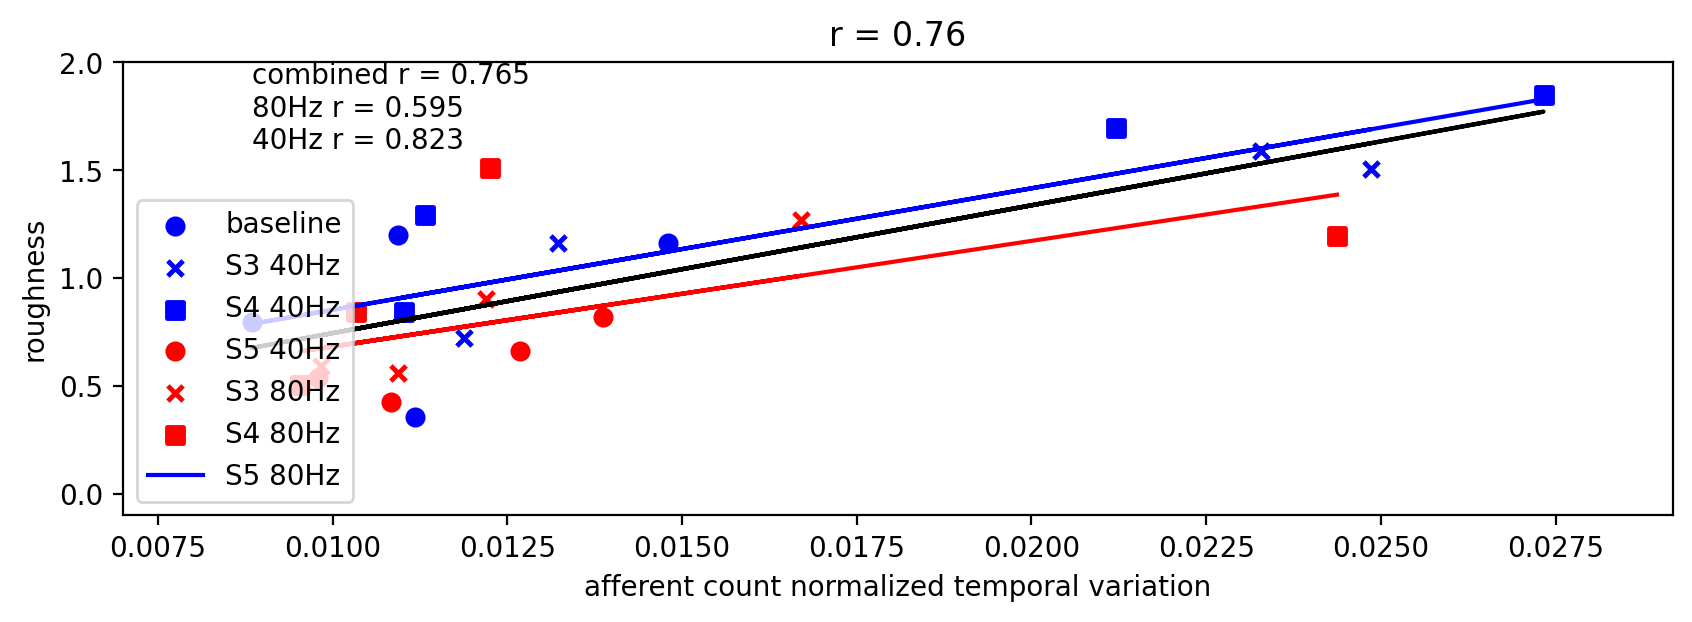 r = 0.76
combined r = 0.765
80Hz r = 0.595
40Hz r = 0.823
2.0
1.5
1.0
0.5
0.0
roughness
baseline
S3 40Hz
S4 40Hz
S5 40Hz
S3 80Hz
S4 80Hz
S5 80Hz
0.0075 0.0100 0.0125 0.0150 0.0175 0.0200 0.0225 0.0250 0.0275
afferent count normalized temporal variation